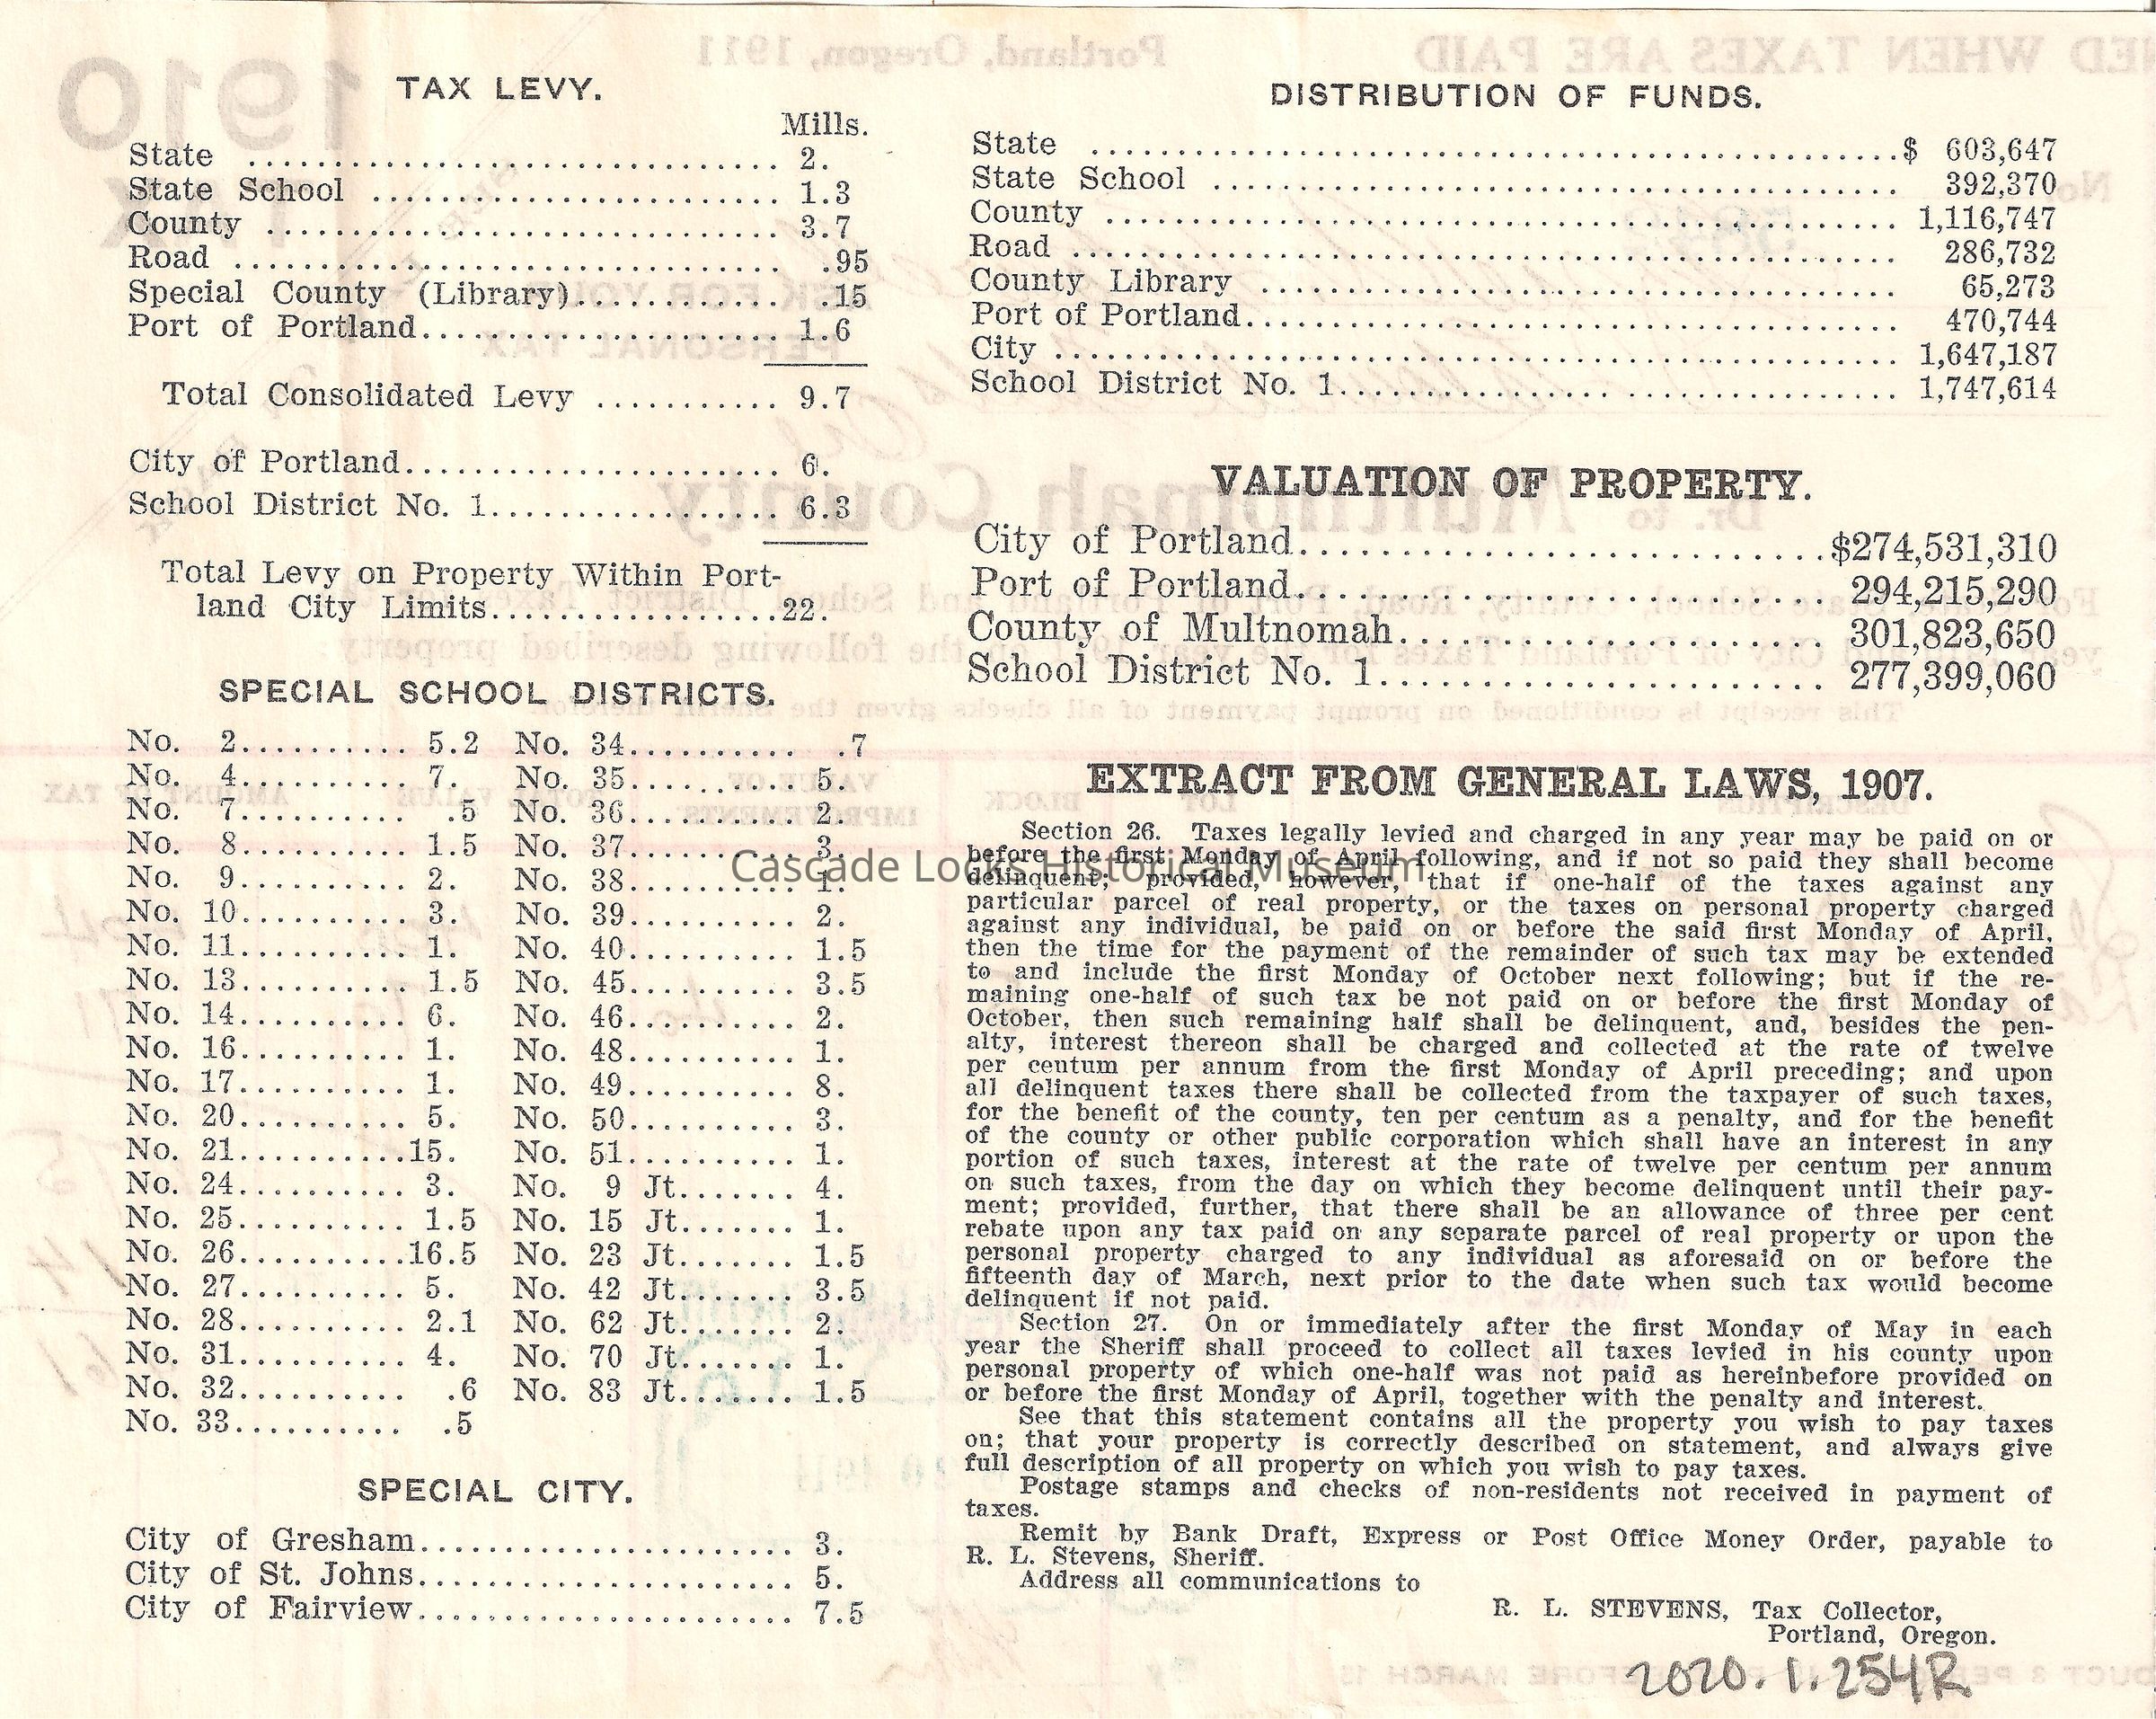 TAX LEVY.
Mills.
State ................................ 2.
State School ........................ 1.3
County ............................... 3.7
Road ................................. .95
Special County (Library)............ .15
Port of Portland..................... 1.6
Total Consolidated Levy ........... 9.7
City of Portland...................... 6.
School District No. 1................. 6.3
Total Levy on Property Within Port-
land City Limits.................22.
SPECIAL SCHOOL DISTRICTS.
No. 2.......... 5.2 No. 34.......... .7
No. 4.......... 7. No. 35.......... 5.
No. 7.......... .5 No. 36.......... 2.
No. 8.......... 1.5 No. 37.......... 3.
No. 9.......... 2. No. 38.......... 1.
No. 10.......... 3. No. 39.......... 2.
No. 11.......... 1. No. 40.......... 1.5
No. 13.......... 1.5 No. 45.......... 3.5
No. 14.......... 6. No. 46.......... 2.
No. 16.......... 1. No. 48.......... 1.
No. 17.......... 1. No. 49.......... 8.
No. 20.......... 5. No. 50.......... 3.
No. 21..........15. No. 51.......... 1.
No. 24.......... 3. No. 9 Jt....... 4.
No. 25.......... 1.5 No. 15 Jt....... 1.
No. 26..........16.5 No. 23 Jt....... 1.5
No. 27.......... 5. No. 42 Jt....... 3.5
No. 28.......... 2.1 No. 62 Jt....... 2.
No. 31.......... 4. No. 70 Jt....... 1.
No. 32.......... .6 No. 83 Jt....... 1.5
No. 33.......... .5
SPECIAL CITY.
City of Gresham....................... 3.
City of St. Johns....................... 5.
City of Fairview....................... 7.5
DISTRIBUTION OF FUNDS.
State ................................................$ 603,647
State School ......................................... 392,370
County ............................................... 1,116,747
Road ................................................. 286,732
County Library ...................................... 65,273
Port of Portland...................................... 470,744
City .................................................. 1,647,187
School District No. 1................................. 1,747,614
VALUATION OF PROPERTY.
City of Portland...........................$274,531,310
Port of Portland........................... 294,215,290
County of Multnomah..................... 301,823,650
School District No. 1...................... 277,399,060
EXTRACT FROM GENERAL LAWS, 1907.
Section 26. Taxes legally levied and charged in any year may be paid on or
before the first Monday of April following, and if not so paid they shall become
delinquent; provided, however, that if one-half of the taxes against any
particular parcel of real property, or the taxes on personal property charged
against any individual, be paid on or before the said first Monday of April,
then the time for the payment of the remainder of such tax may be extended
to and include the first Monday of October next following; but if the re-
maining one-half of such tax be not paid on or before the first Monday of
October, then such remaining half shall be delinquent, and, besides the pen-
alty, interest thereon shall be charged and collected at the rate of twelve
per centum per annum from the first Monday of April preceding; and upon
all delinquent taxes there shall be collected from the taxpayer of such taxes,
for the benefit of the county, ten per centum as a penalty, and for the benefit
of the county or other public corporation which shall have an interest in any
portion of such taxes, interest at the rate of twelve per centum per annum
on such taxes, from the day on which they become delinquent until their pay-
ment; provided, further, that there shall be an allowance of three per cent
rebate upon any tax paid on any separate parcel of real property or upon the
personal property charged to any individual as aforesaid on or before the
fifteenth day of March, next prior to the date when such tax would become
delinquent if not paid.
Section 27. On or immediately after the first Monday of May in each
year the Sheriff shall proceed to collect all taxes levied in his county upon
personal property of which one-half was not paid as hereinbefore provided on
or before the first Monday of April, together with the penalty and interest.
See that this statement contains all the property you wish to pay taxes
on; that your property is correctly described on statement, and always give
full description of all property on which you wish to pay taxes.
Postage stamps and checks of non-residents not received in payment of
taxes.
Remit by Bank Draft, Express or Post Office Money Order, payable to
R. L. Stevens, Sheriff.
Address all communications to
R. L. STEVENS, Tax Collector,
Portland, Oregon.
2020.1.254R
Cascade Locks Historical Museum